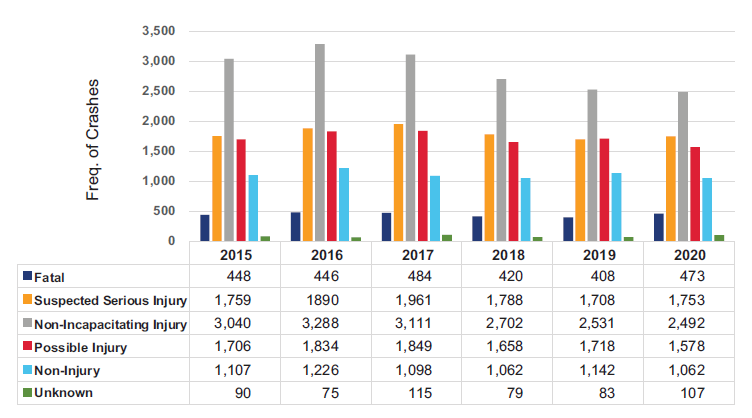 3,500
3,000
2,500
2,000
1,500
1,000
500
0
Freq. of Crashes
2015 2016 2017 2018 2019 2020
Fatal 448 446 484 420 408 473
Suspected Serious Injury 1,759 1890 1,961 1,788 1,708 1,753
Non-Incapacitating Injury 3,040 3,288 3,111 2,702 2,531 2,492
Possible Injury 1,706 1,834 1,849 1,658 1,718 1,578
Non-Injury 1,107 1,226 1,098 1,062 1,142 1,062
Unknown 90 75 115 79 83 107